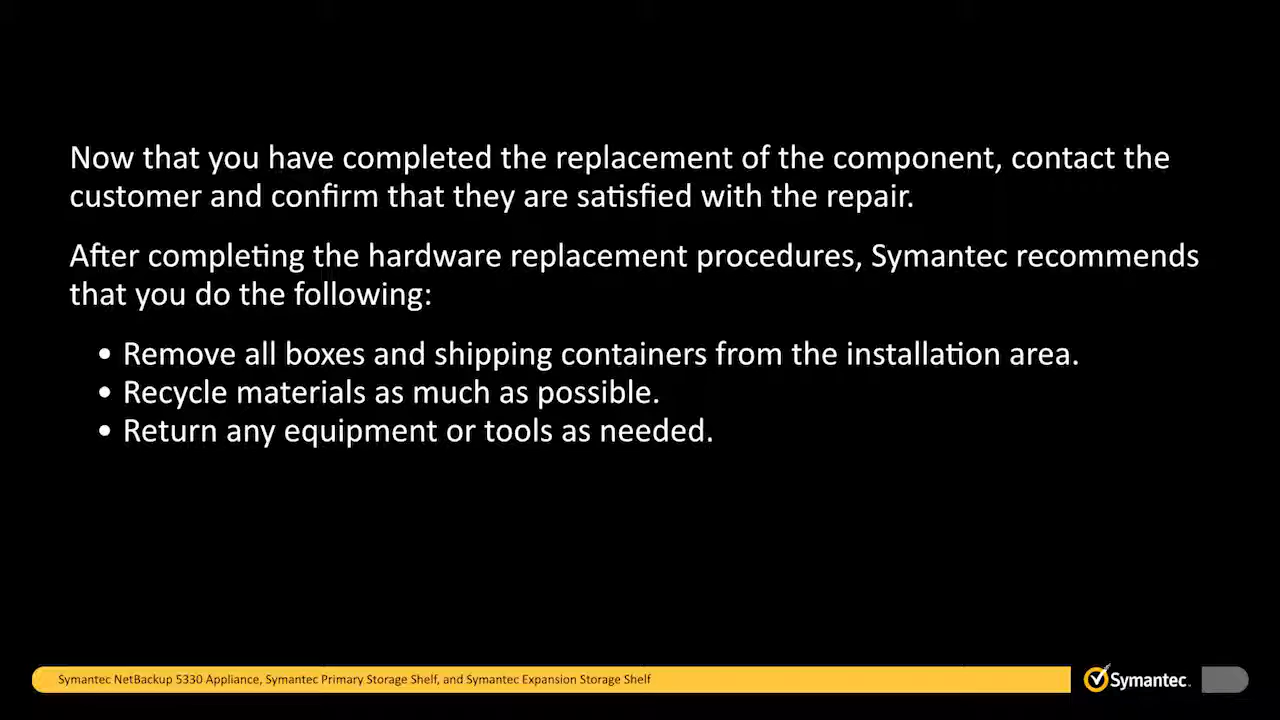 Now that you have completed the replacement of the component, contact the
customer and confirm that they are satisfied with the repair.
After completing the hardware replacement procedures, Symantec recommends
that you do the following:
• Remove all boxes and shipping containers from the installation area.
• Recycle materials as much as possible.
• Return any equipment or tools as needed.
Symantec NetBackup 5330 Appliance, Symantec Primary Storage Shelf, and Symantec Expansion Storage Shelf
Symantec.